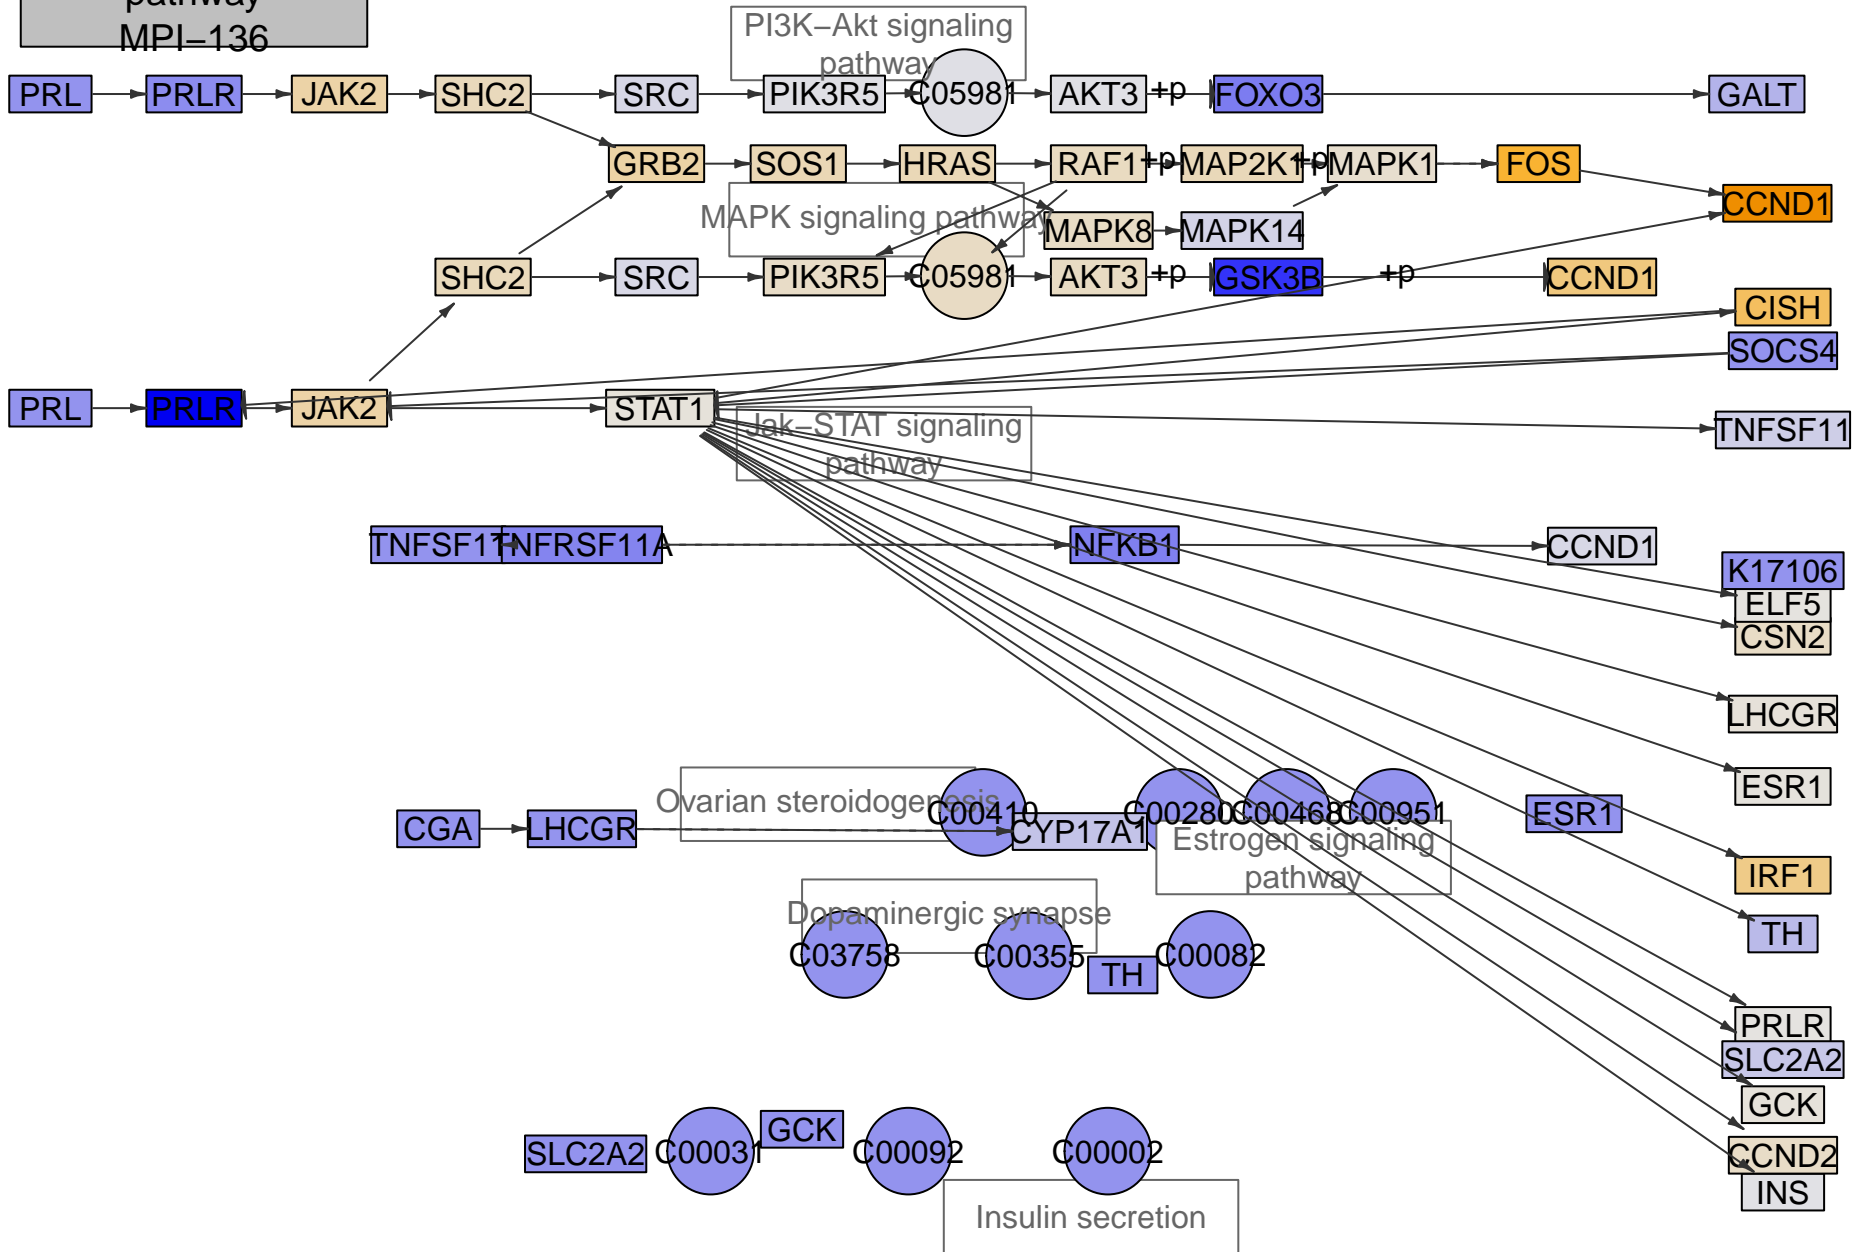 pathway
MPI–136
PI3K–Akt signaling
pathway
PRL
PRLR
JAK2
SHC2
SRC
PIK3R5
C05981
AKT3
+p
FOXO3
GALT
GRB2
SOS1
HRAS
RAF1
+p
MAP2K1
+p
MAPK1
FOS
CCND1
MAPK signaling pathway
MAPK8
MAPK14
SHC2
SRC
PIK3R5
C05981
AKT3
+p
GSK3B
+p
CCND1
CISH
SOCS4
PRL
PRLR
JAK2
STAT1
Jak–STAT signaling
pathway
TNFSF11
TNFSF11
TNFRSF11A
NFKB1
CCND1
K17106
ELF5
CSN2
LHCGR
ESR1
Ovarian steroidogenesis
C00410
C00280
C00468
C00951
ESR1
CGA
LHCGR
CYP17A1
Estrogen signaling
pathway
IRF1
Dopaminergic synapse
TH
C03758
C00355
TH
C00082
PRLR
SLC2A2
GCK
SLC2A2
C00031
GCK
C00092
C00002
CCND2
INS
Insulin secretion